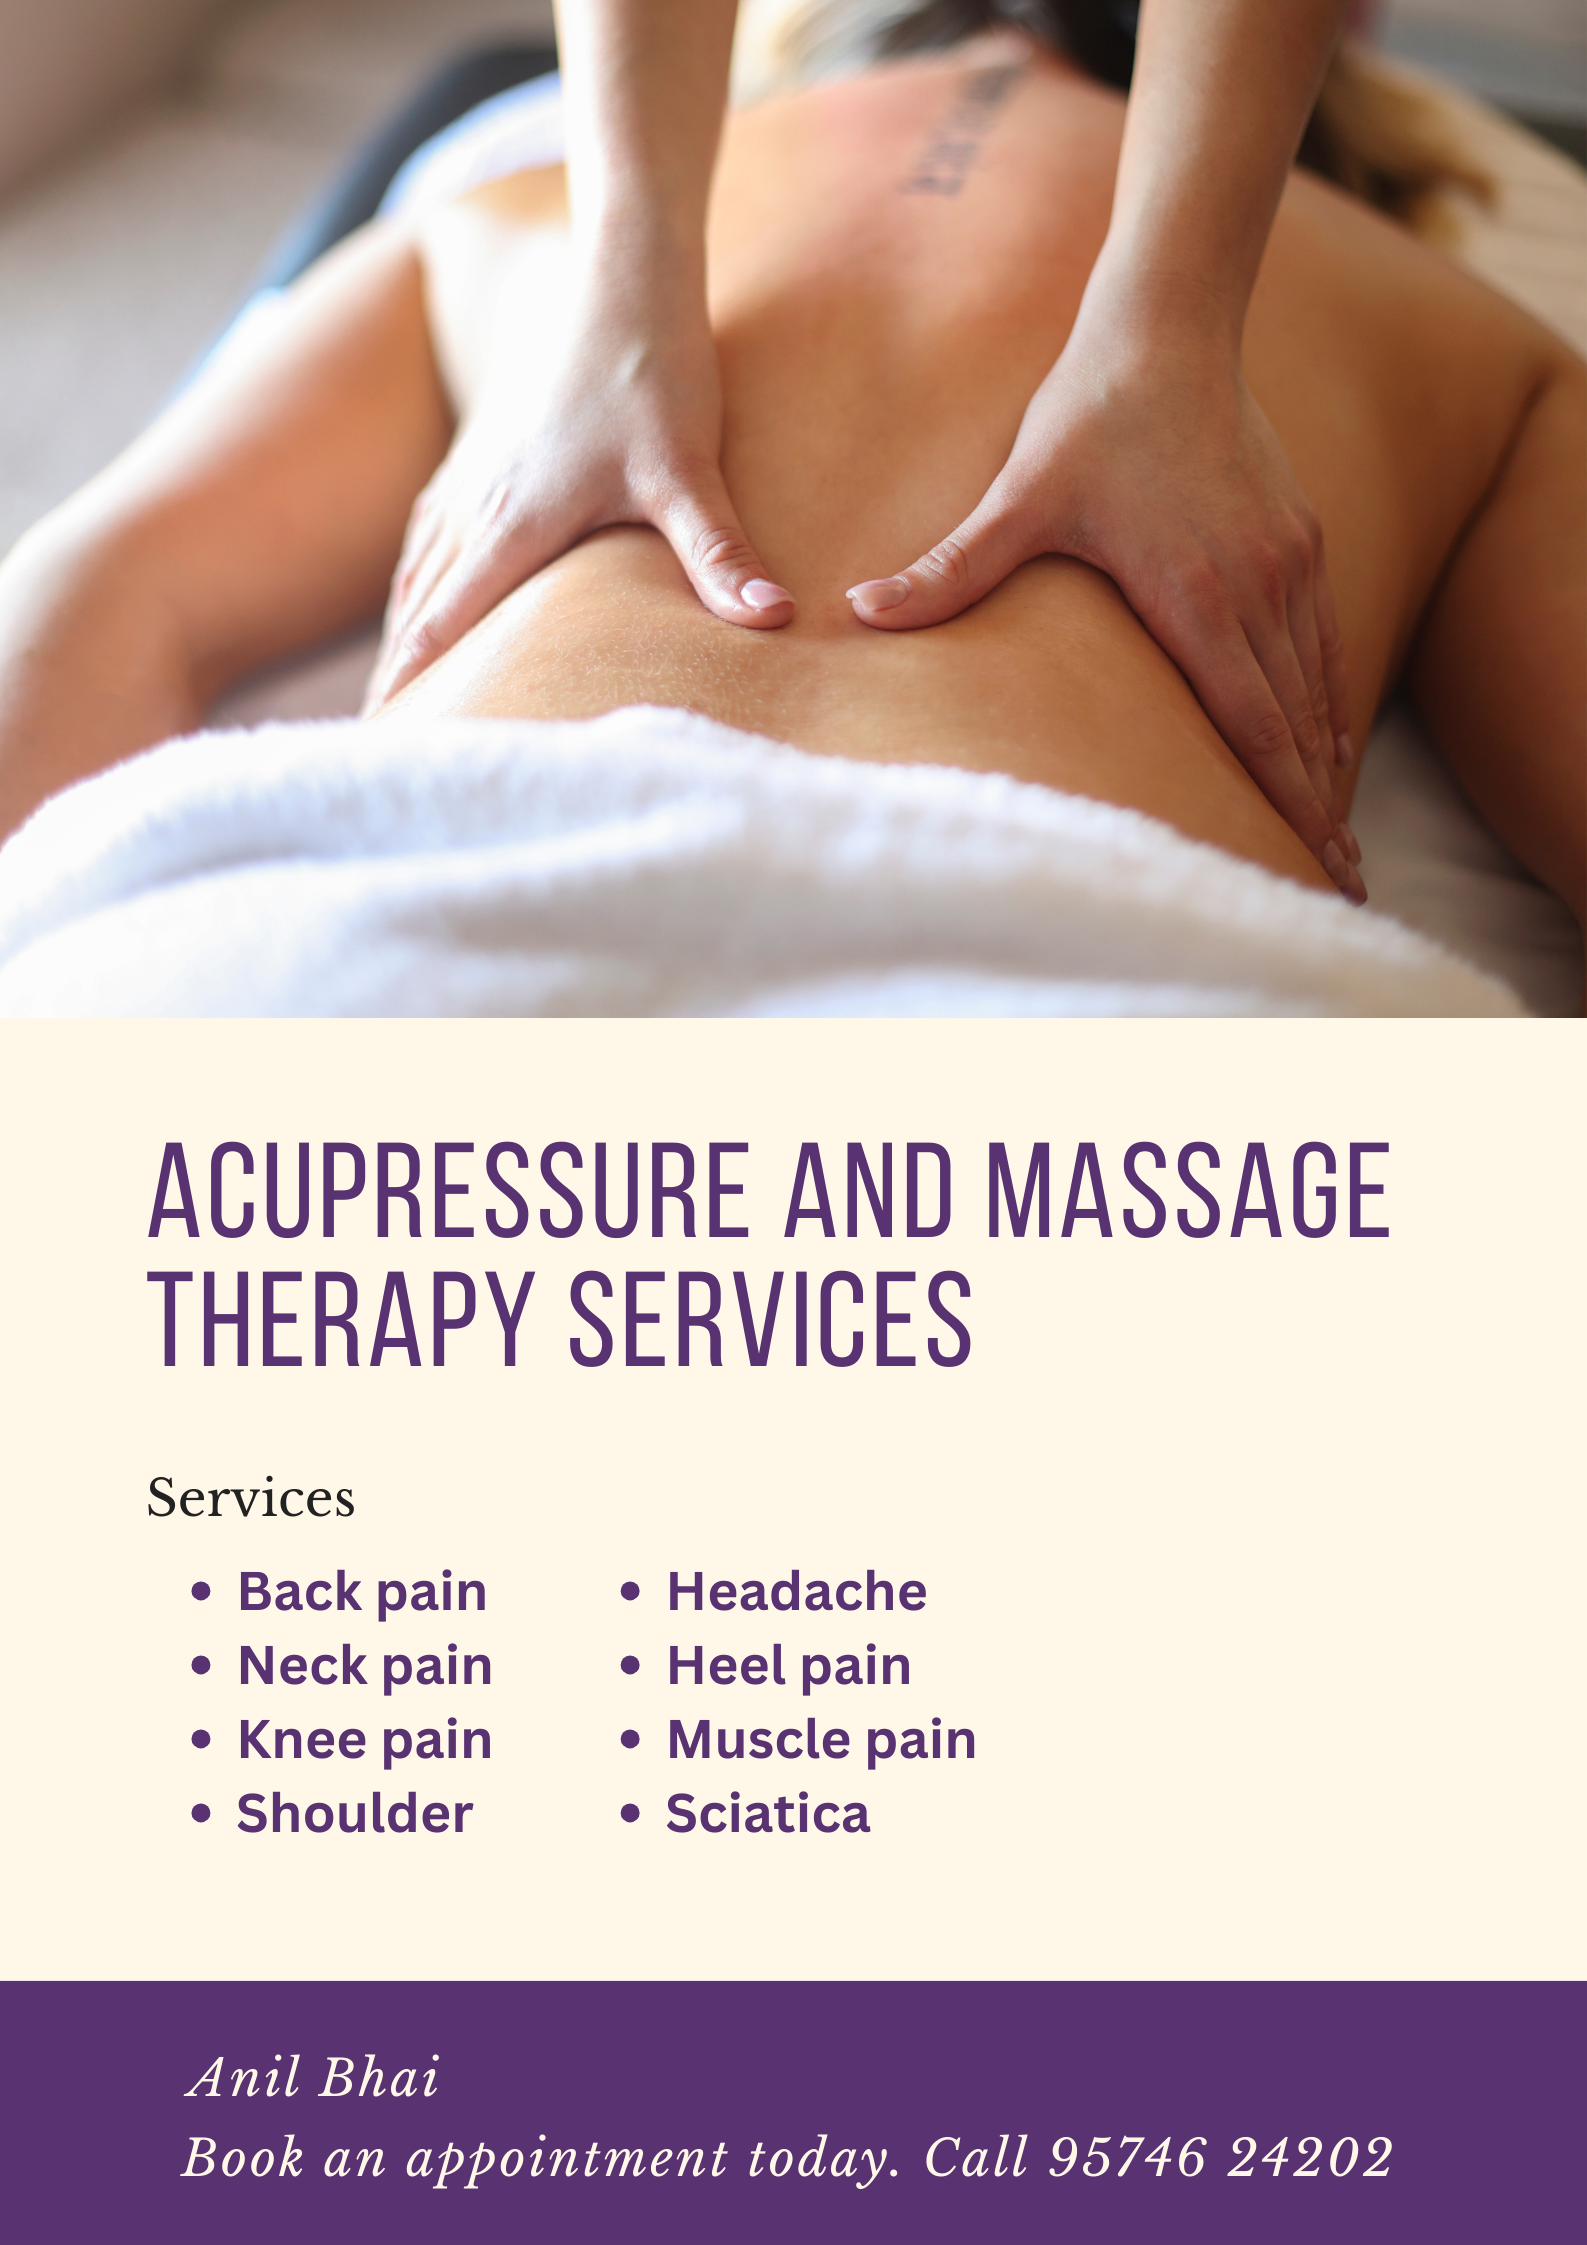 ACUPRESSURE AND MASSAGE
THERAPY SERVICES
Services
• Back pain
• Neck pain
• Knee pain
• Shoulder
• Headache
• Heel pain
• Muscle pain
• Sciatica
Anil Bhai
Book an appointment today. Call 95746 24202